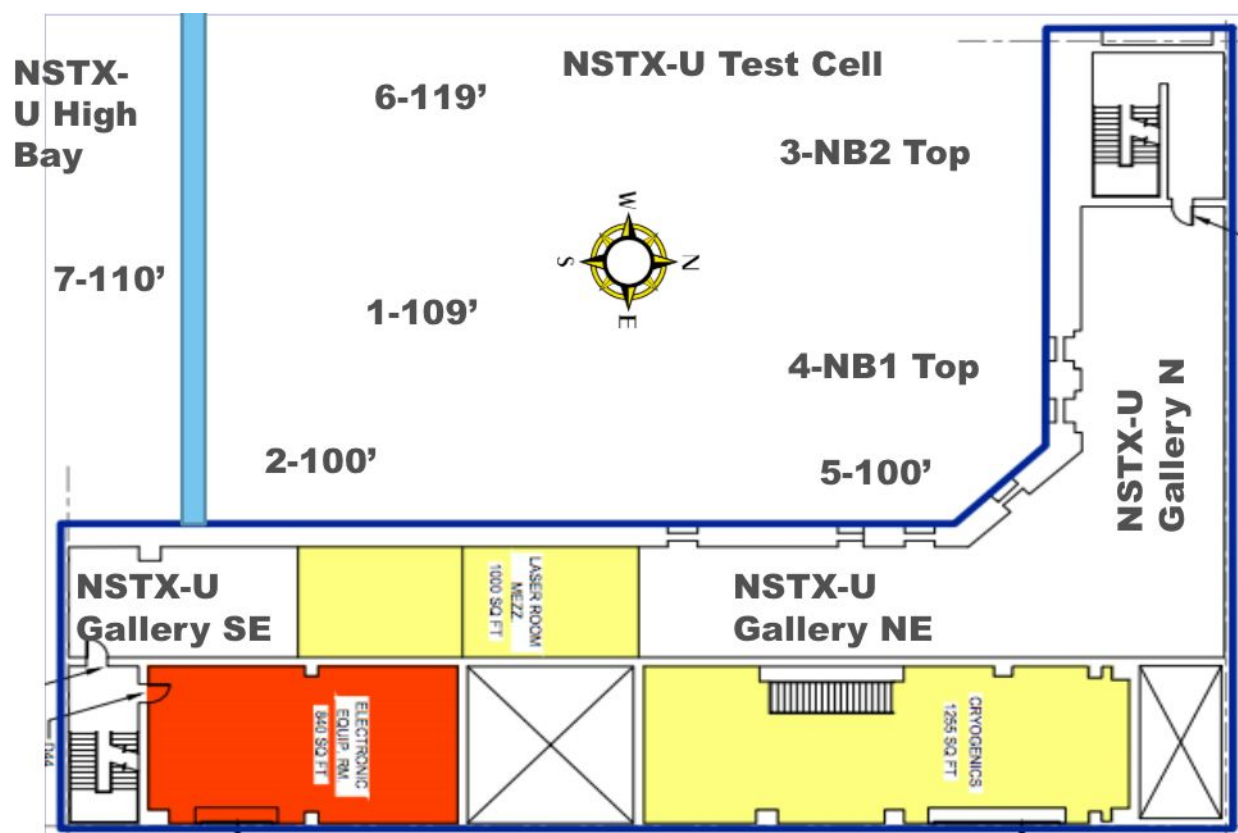 NSTX-
U High
Bay
NSTX-U Test Cell
6-119’
3-NB2 Top
W
S
N
E
7-110’
1-109’
4-NB1 Top
2-100’
5-100’
NSTX-U
Gallery N
NSTX-U
Gallery SE
LASER ROOM
MEZZ.
1000 SQ FT
NSTX-U
Gallery NE
ELECTRONIC
EQUIP. RM.
840 SQ FT
CRYOGENICS
1255 SQ FT
D44